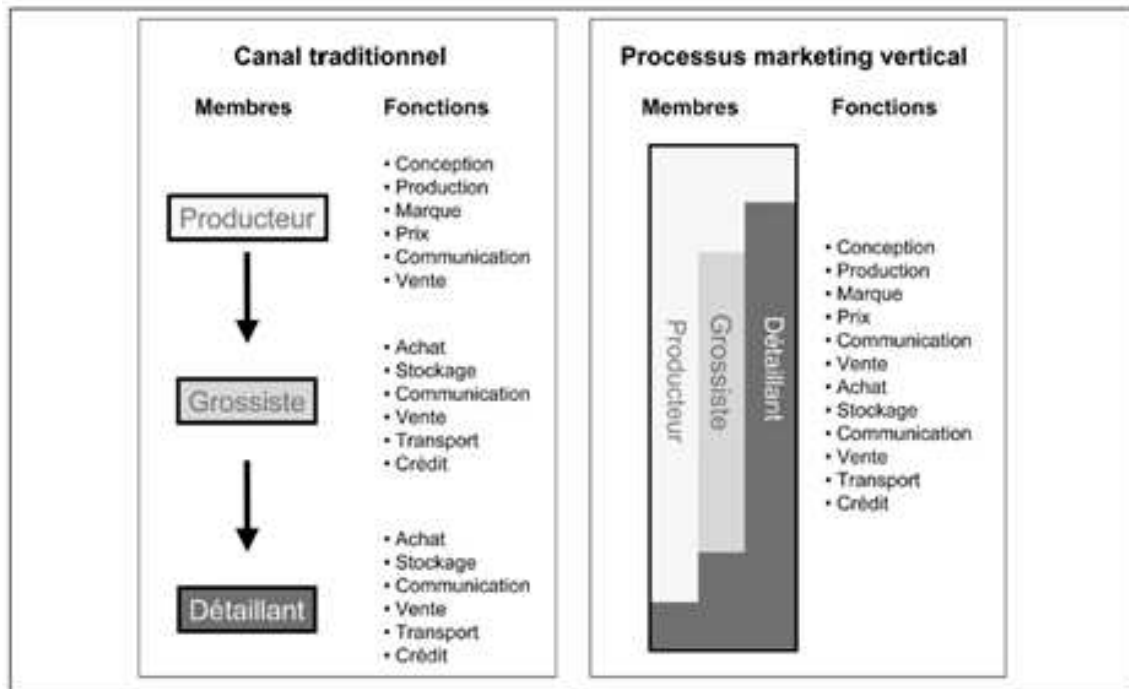 Canal traditionnel
Membres
Fonctions
Producteur
• Conception
• Production
• Marque
• Prix
• Communication
• Vente
Grossiste
• Achat
• Stockage
• Communication
• Vente
• Transport
• Crédit
Détaillant
• Achat
• Stockage
• Communication
• Vente
• Transport
• Crédit
Processus marketing vertical
Membres
Fonctions
Producteur
Grossiste
Détaillant
• Conception
• Production
• Marque
• Prix
• Communication
• Vente
• Achat
• Stockage
• Communication
• Vente
• Transport
• Crédit